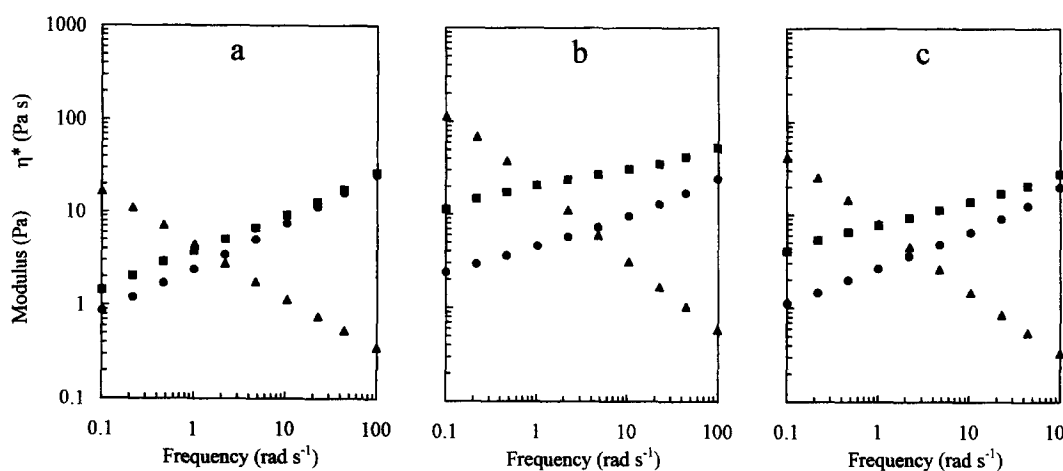 1000
100
10
1
0.1
Modulus (Pa) η* (Pa s)
a
b
c
0.1 1 10 100
0.1 1 10 100
0.1 1 10 100
Frequency (rad s⁻¹)
Frequency (rad s⁻¹)
Frequency (rad s⁻¹)